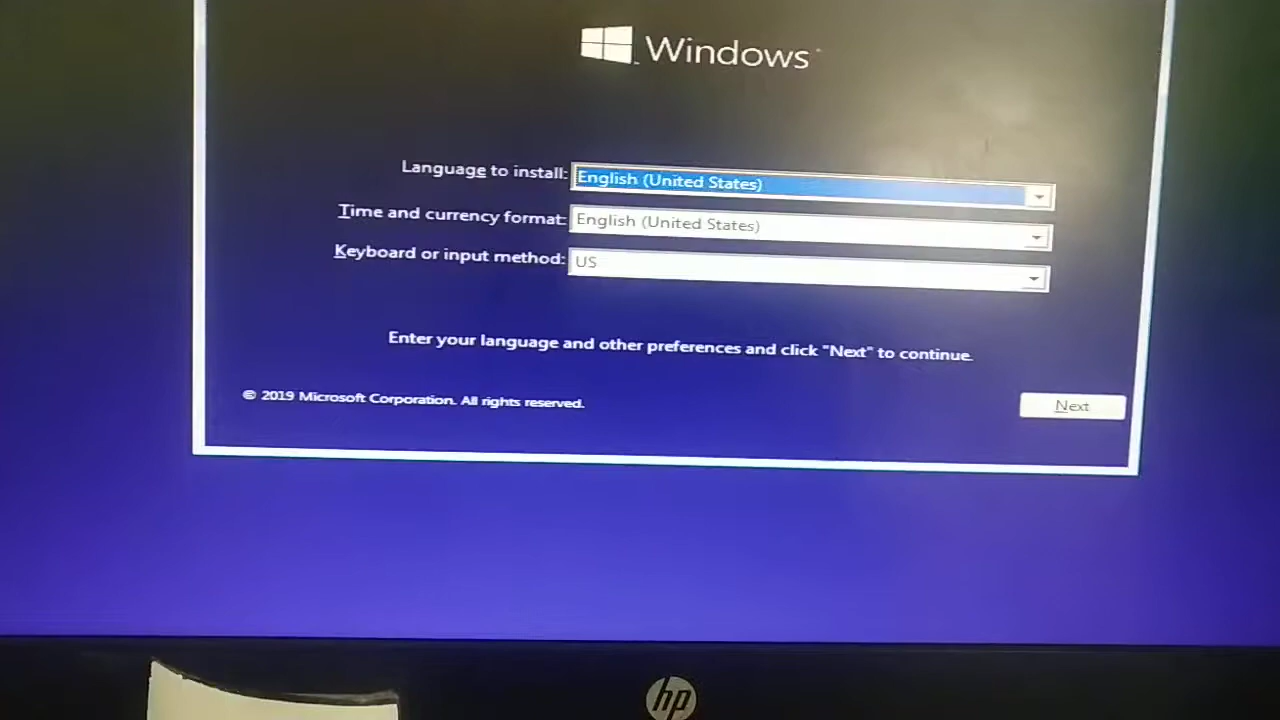 Windows
Language to install: English (United States)
Time and currency format: English (United States)
Keyboard or input method: US
Enter your language and other preferences and click "Next" to continue.
© 2019 Microsoft Corporation. All rights reserved.
Next
hp